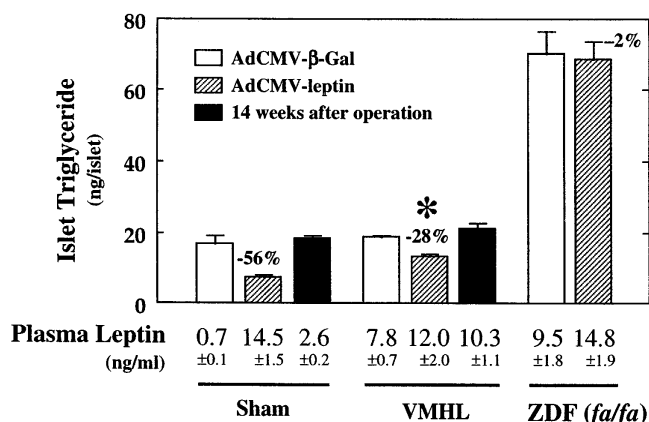 80
60
40
20
0
Islet Triglyceride
(ng/islet)
AdCMV-β-Gal
AdCMV-leptin
14 weeks after operation
-56%
*
-28%
-2%
Plasma Leptin 0.7 14.5 2.6 7.8 12.0 10.3 9.5 14.8
(ng/ml) ±0.1 ±1.5 ±0.2 ±0.7 ±2.0 ±1.1 ±1.8 ±1.9
Sham VMHL ZDF (fa/fa)